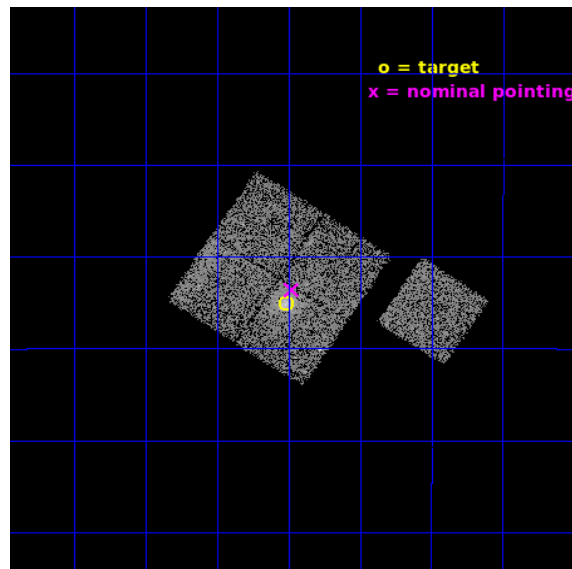 o = target
x = nominal pointing
x
o